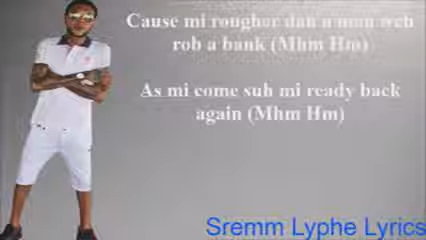 Cause mi rougher dan a man weh
rob a bank (Mhm Hm)
As mi come suh mi ready back
again (Mhm Hm)
Sremm Lyphe Lyrics